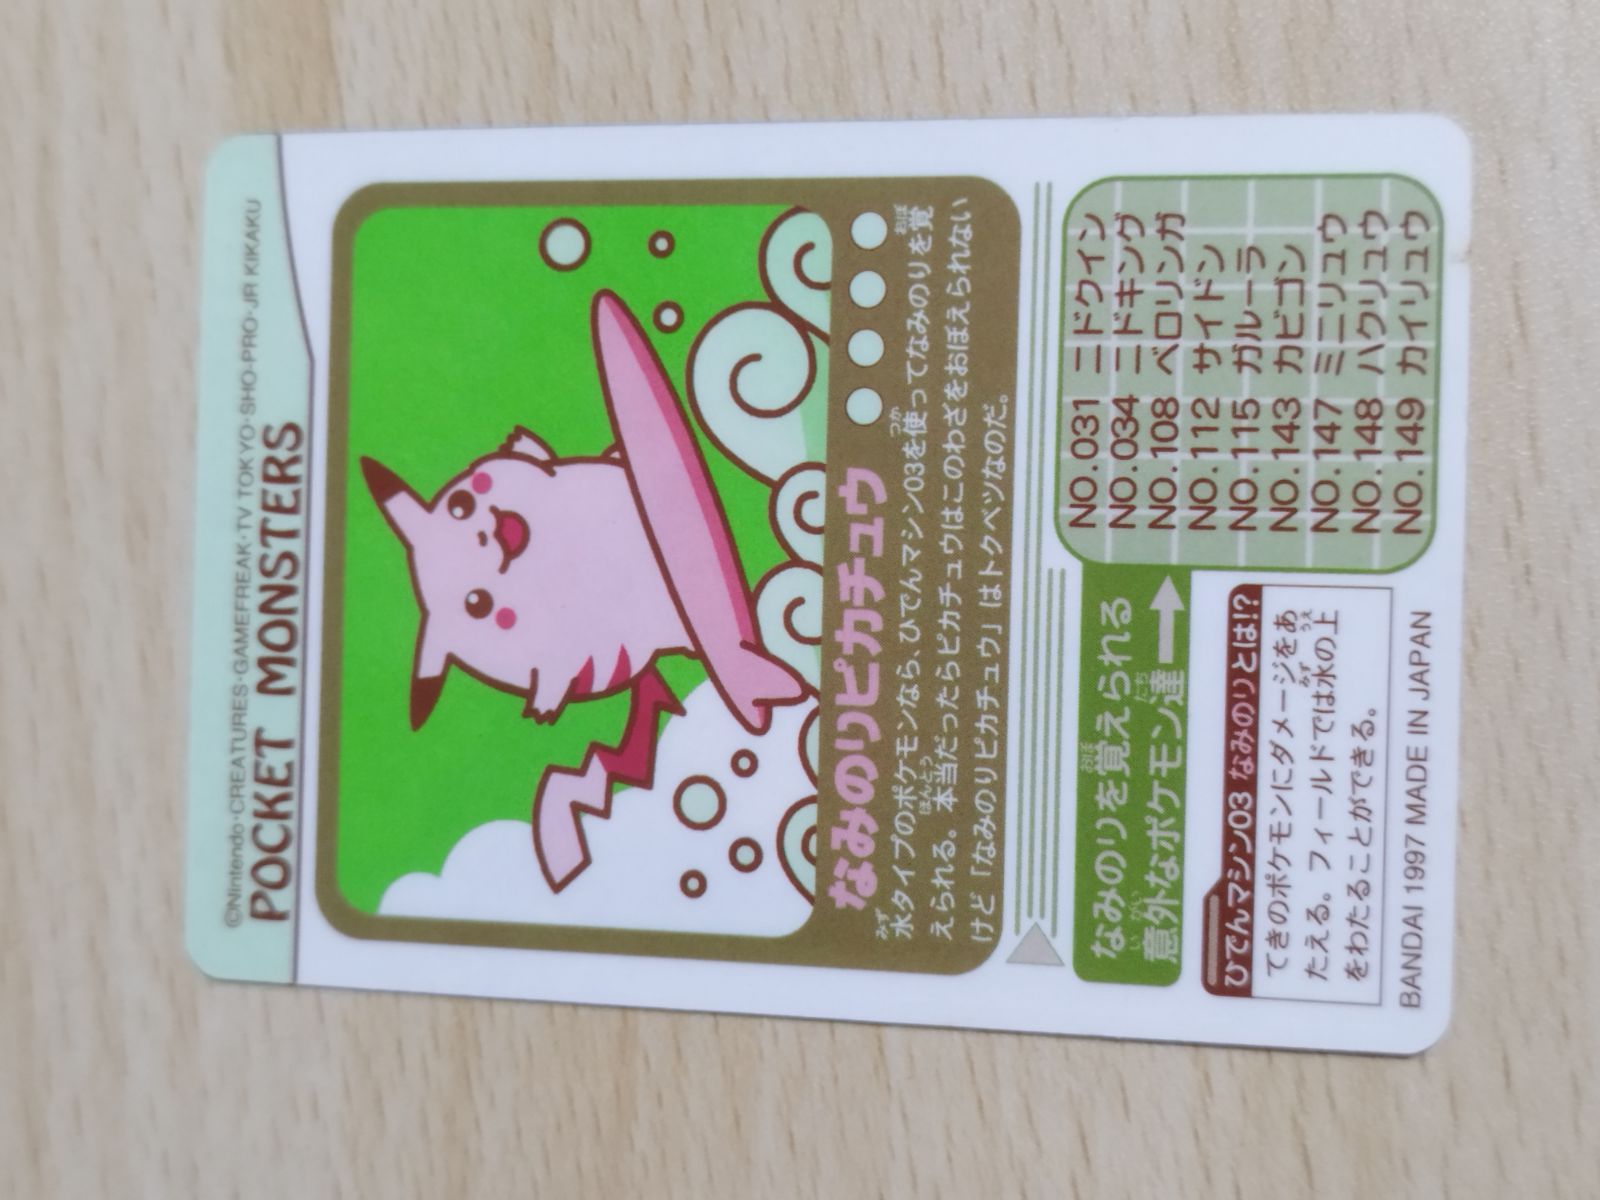 ©Nintendo・CREATURES・GAMEFREAK・TV TOKYO・SHO-PRO・JR KIKAKU
POCKET MONSTERS
なみのりピカチュウ
水タイプのポケモンなら、ひでんマシン03を使ってなみのりを覚
えられる。本当だったらピカチュウはこのわざをおぼえられない
けど「なみのりピカチュウ」はトクベツなのだ。
なみのりを覚えられる
意外なポケモン達
NO.031 ニドクイン
NO.034 ニドキング
NO.108 ベロリンガ
NO.112 サイドン
NO.115 ガルーラ
NO.143 カビゴン
NO.147 ミニリュウ
NO.148 ハクリュウ
NO.149 カイリュウ
ひでんマシン03 なみのりとは!?
てきのポケモンにダメージをあ
たえる。フィールドでは水の上
をわたることができる。
BANDAI 1997 MADE IN JAPAN